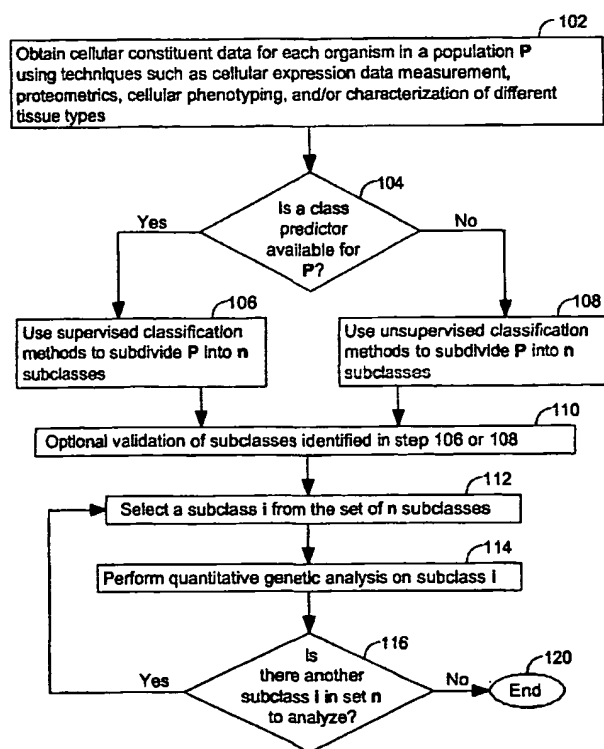 102
Obtain cellular constituent data for each organism in a population P
using techniques such as cellular expression data measurement,
proteometrics, cellular phenotyping, and/or characterization of different
tissue types
104
Is a class
predictor
available for
P?
Yes
No
106
Use supervised classification
methods to subdivide P into n
subclasses
108
Use unsupervised classification
methods to subdivide P into n
subclasses
110
Optional validation of subclasses identified in step 106 or 108
112
Select a subclass i from the set of n subclasses
114
Perform quantitative genetic analysis on subclass i
116
Is
there another
subclass i in set n
to analyze?
Yes
No
120
End